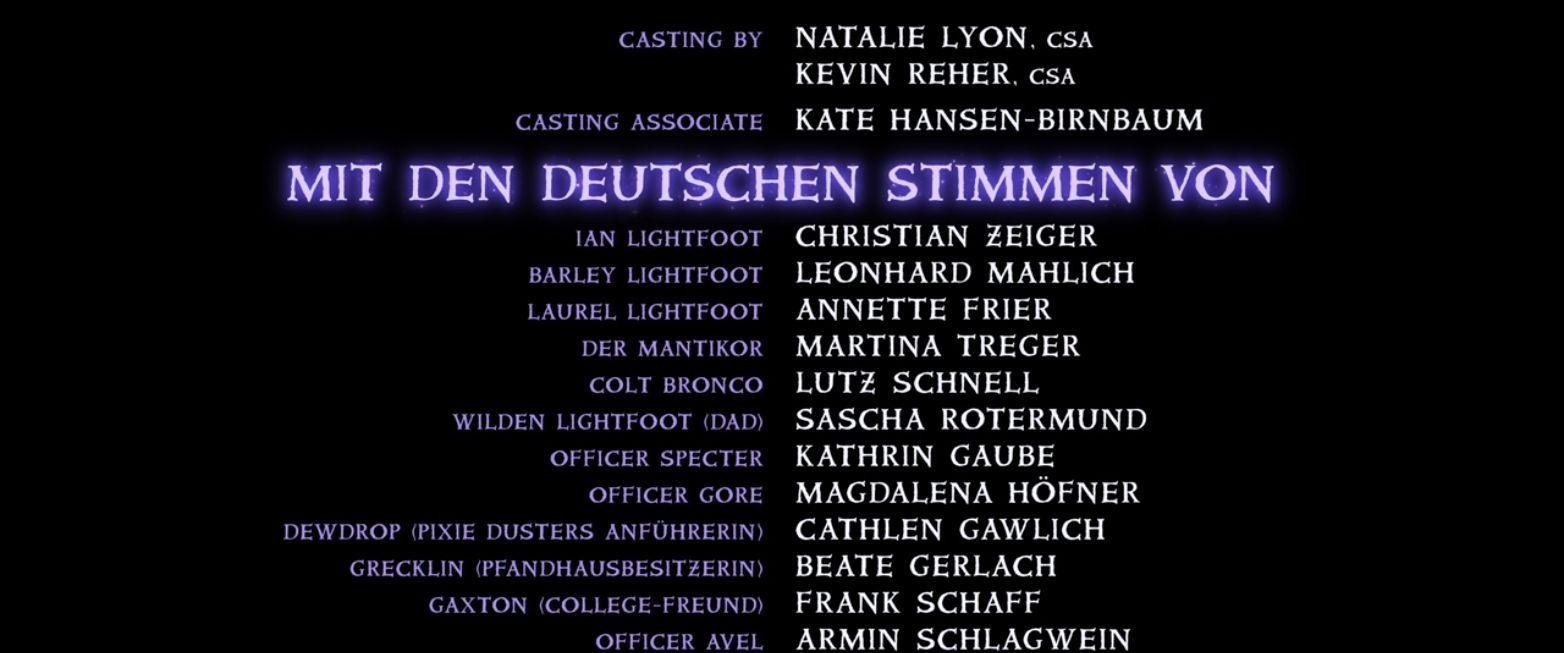 CASTING BY NATALIE LYON, CSA
KEVIN REHER, CSA
CASTING ASSOCIATE KATE HANSEN-BIRNBAUM
MIT DEN DEUTSCHEN STIMMEN VON
IAN LIGHTFOOT CHRISTIAN ZEIGER
BARLEY LIGHTFOOT LEONHARD MAHLICH
LAUREL LIGHTFOOT ANNETTE FRIER
DER MANTIKOR MARTINA TREGER
COLT BRONCO LUTZ SCHNELL
WILDEN LIGHTFOOT (DAD) SASCHA ROTERMUND
OFFICER SPECTER KATHRIN GAUBE
OFFICER GORE MAGDALENA HÖFNER
DEWDROP (PIXIE DUSTERS ANFÜHRERIN) CATHLEN GAWLICH
GRECKLIN (PFANDHAUSBESITZERIN) BEATE GERLACH
GAXTON (COLLEGE-FREUND) FRANK SCHAFF
OFFICER AVEL ARMIN SCHLAGWEIN